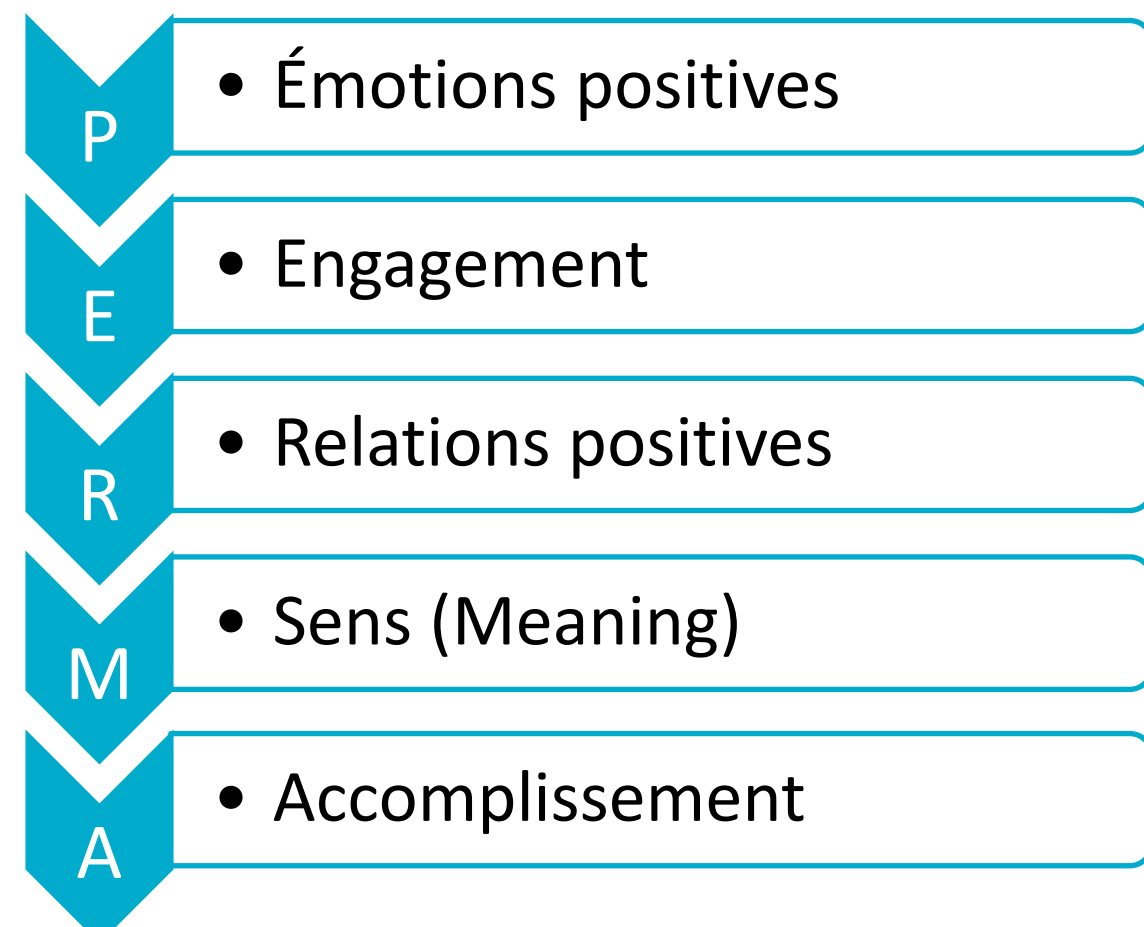 P
• Émotions positives
E
• Engagement
R
• Relations positives
M
• Sens (Meaning)
A
• Accomplissement